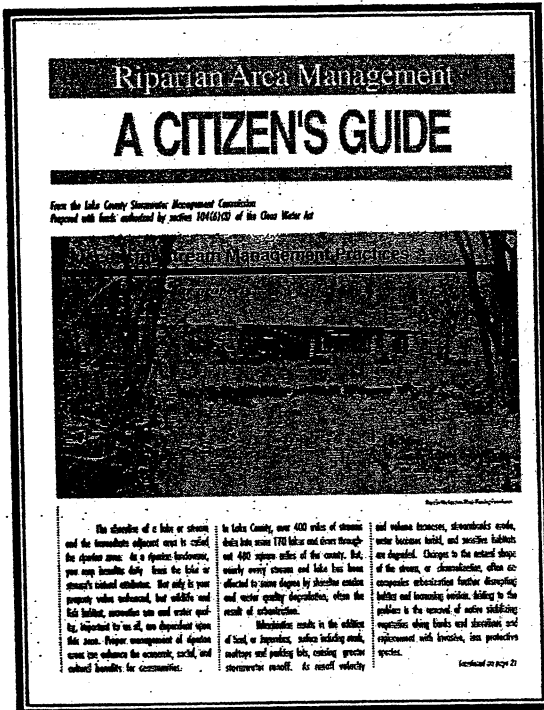 Riparian Area Management
A CITIZEN'S GUIDE
From the Lake County Stormwater Management Commission
Prepared with funds authorized by section 104(b)(3) of the Clean Water Act
Stream Management Practices
The shoreline of a lake or stream
and the immediate adjacent area is called
the riparian zone. As a riparian landowner,
you reap benefits daily from the lake or
stream's natural attributes. Not only is your
property value enhanced, but wildlife and
fish habitat, recreation use and water qual-
ity, important to us all, are dependent upon
this zone. Proper management of riparian
areas can enhance the economic, social, and
cultural benefits for communities.
In Lake County, over 400 miles of streams
drain into some 170 lakes and rivers through-
out 480 square miles of the county. But,
nearly every stream and lake has been
affected to some degree by shoreline erosion
and water quality degradation, often the
result of urbanization.
Urbanization results in the addition
of hard, or impervious, surface including roads,
rooftops and parking lots, causing greater
stormwater runoff. As runoff velocity
and volume increases, streambanks erode,
water becomes turbid, and sensitive habitats
are degraded. Changes to the natural shape
of the stream, or channelization, often ac-
companies urbanization further disrupting
habitat and increasing erosion. Adding to the
problem is the removal of native stabilizing
vegetation along banks and shorelines and
replacement with invasive, less protective
species.
(continued on page 2)